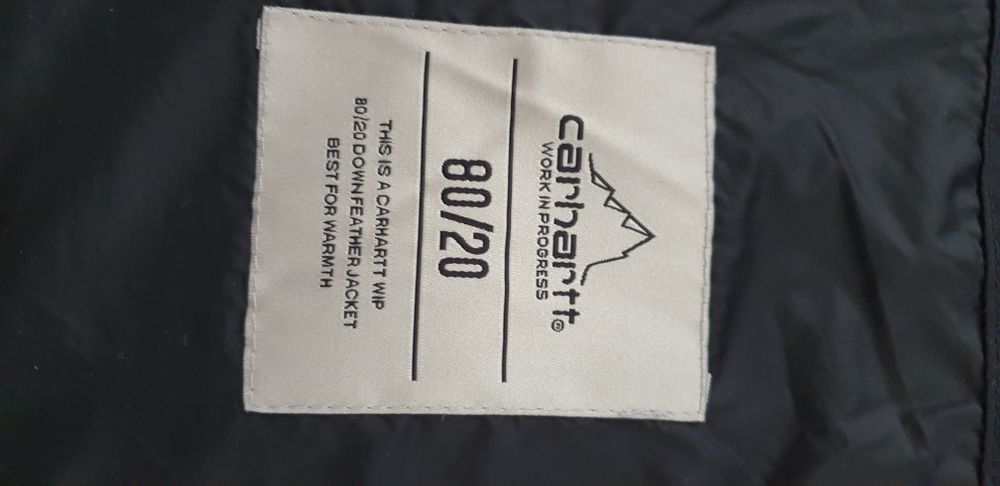 carhartt®
WORK IN PROGRESS
80/20
THIS IS A CARHARTT WIP
80/20 DOWN FEATHER JACKET
BEST FOR WARMTH